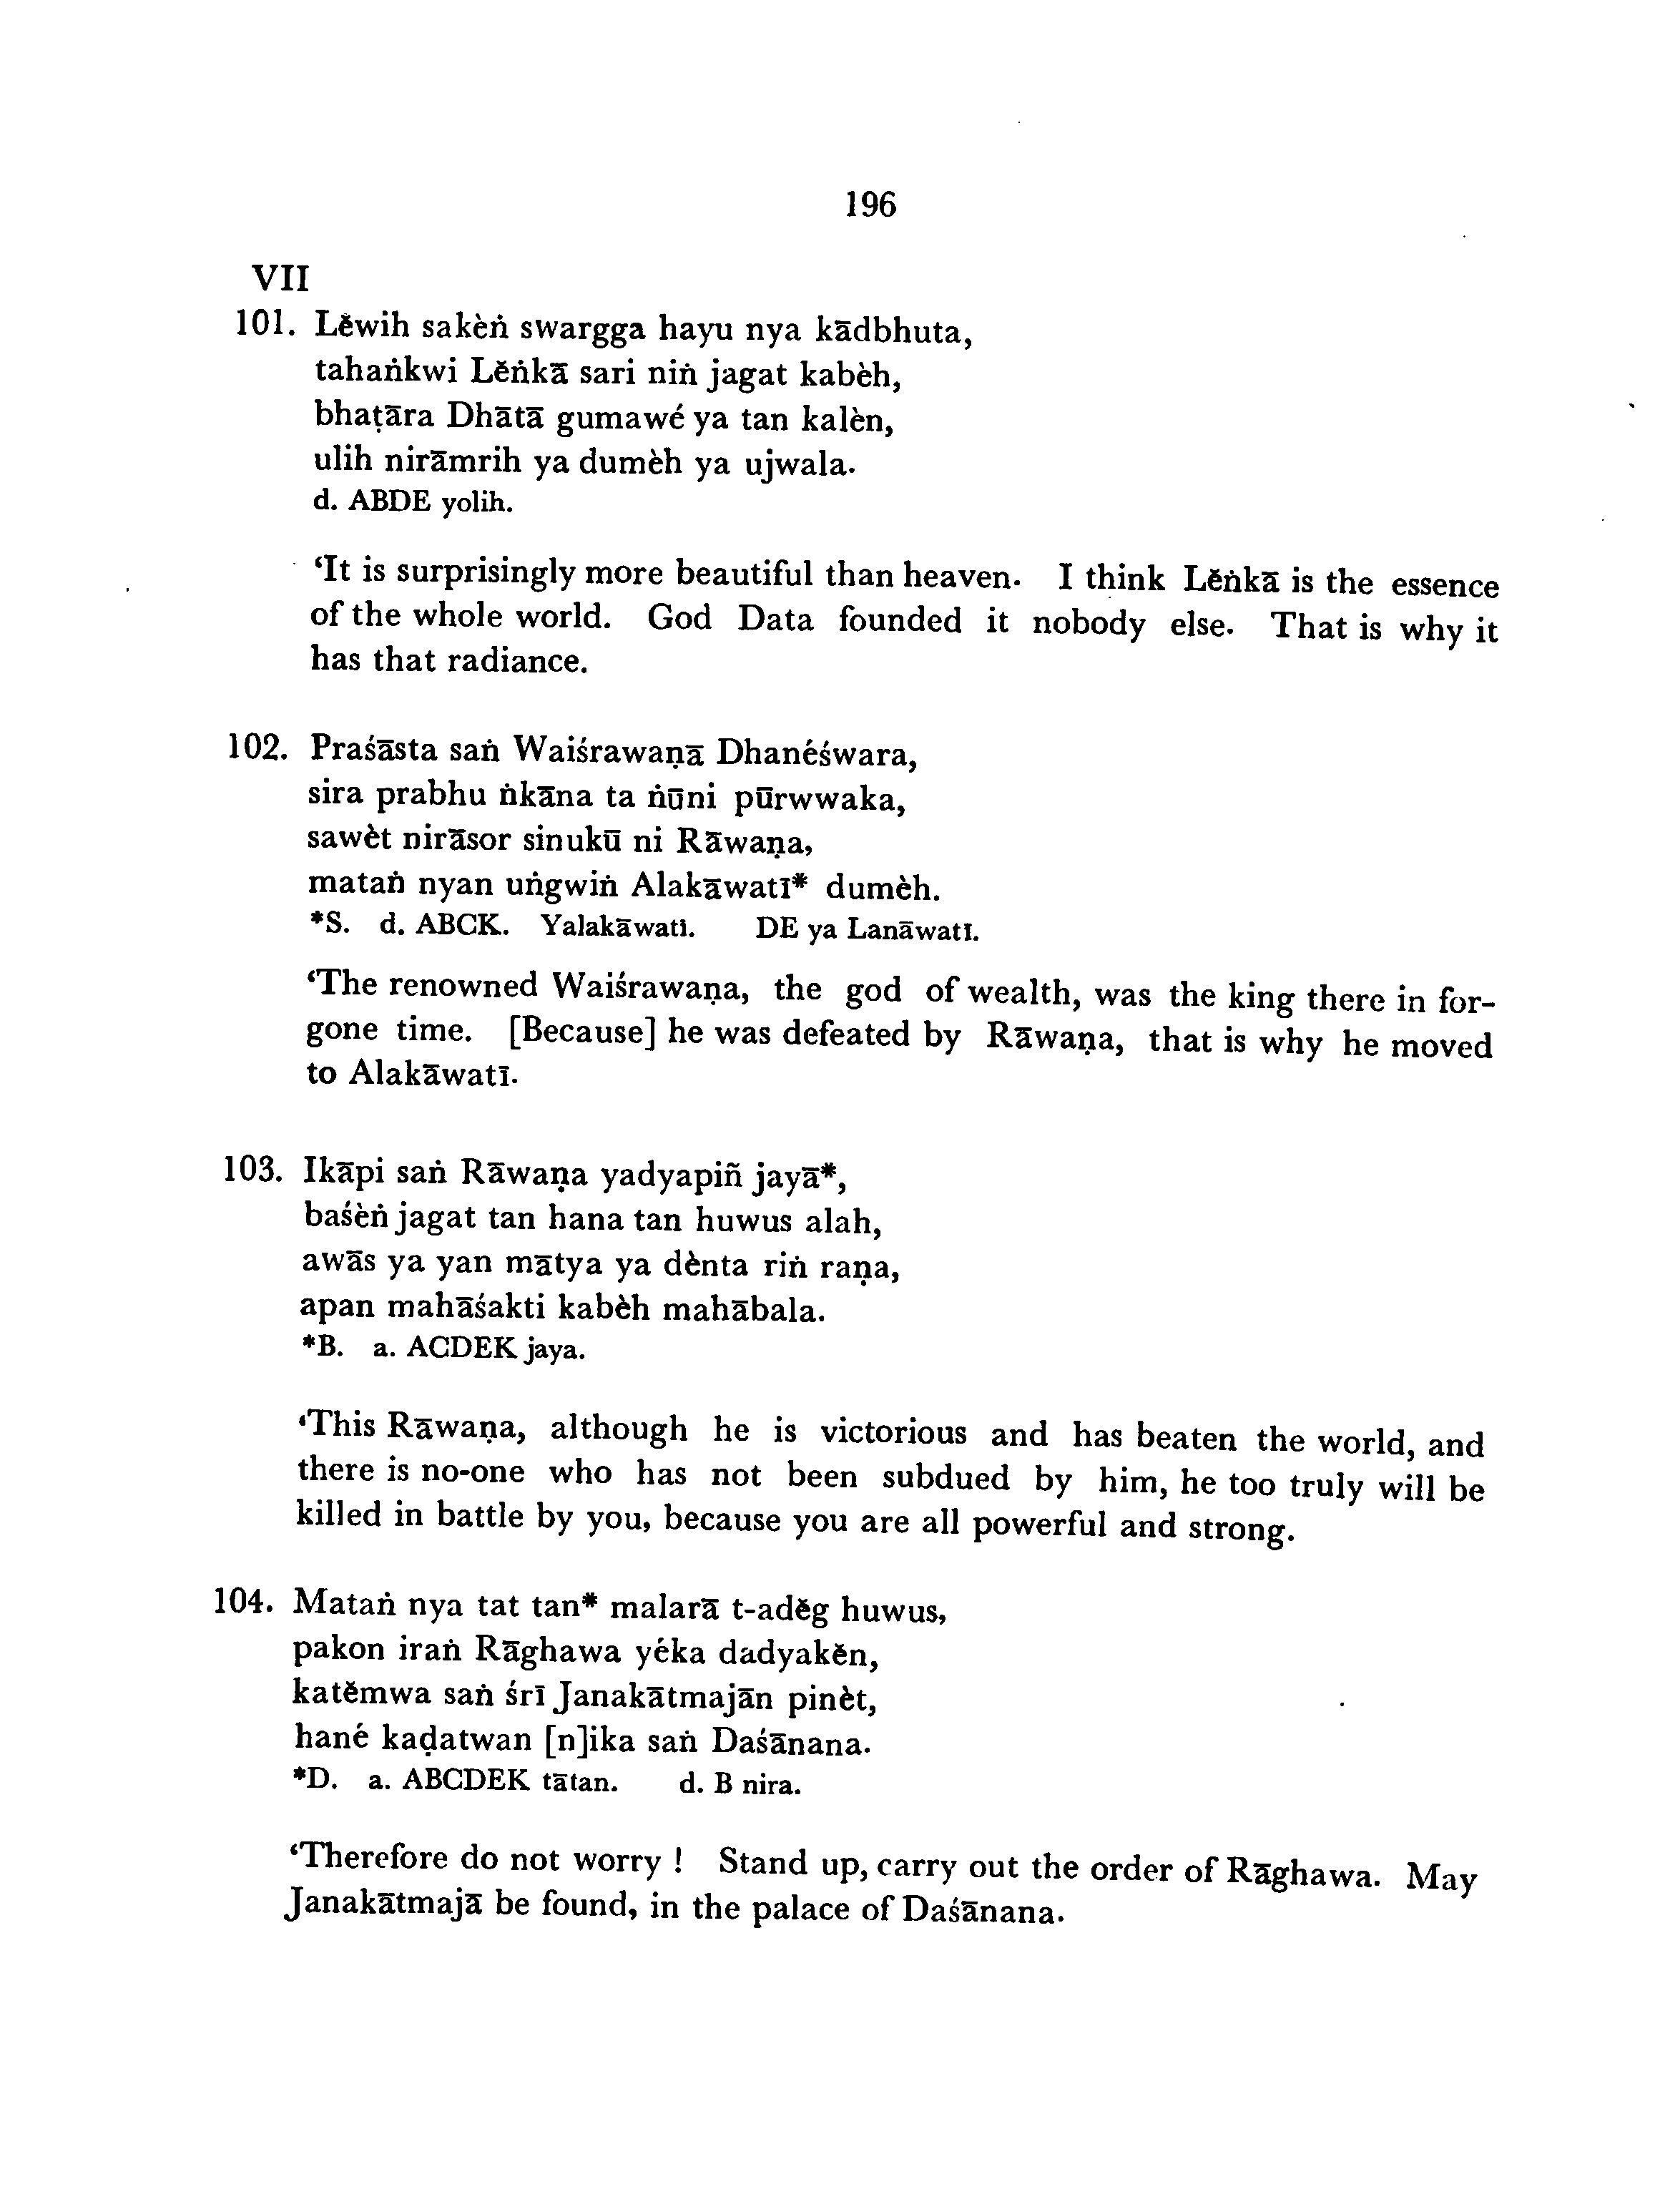 196
VII
101. Lĕwih sakèṅ swargga hayu nya kādbhuta,
tahaṅkwi Lĕṅkā sari niṅ jagat kabèh,
bhaṭāra Dhātā gumawé ya tan kalèn,
ulih nirāmrih ya dumèh ya ujwala.
d. ABDE yolih.
‘It is surprisingly more beautiful than heaven. I think Lĕṅkā is the essence
of the whole world. God Data founded it nobody else. That is why it
has that radiance.
102. Praśāsta saṅ Waiśrawaṇā Dhanéśwara,
sira prabhu ṅkāna ta ṅūni pūrwwaka,
sawèt nirāsor sinukū ni Rāwaṇa,
mataṅ nyan uṅgwiṅ Alakāwatī* dumèh.
*S. d. ABCK. Yalakāwati. DE ya Lanāwatī.
‘The renowned Waiśrawaṇa, the god of wealth, was the king there in for-
gone time. [Because] he was defeated by Rāwaṇa, that is why he moved
to Alakāwatī.
103. Ikāpi saṅ Rāwaṇa yadyapiñ jayā*,
baśèṅ jagat tan hana tan huwus alah,
awās ya yan mātya ya dènta riṅ raṇa,
apan mahāśakti kabèh mahābala.
*B. a. ACDEK jaya.
‘This Rāwaṇa, although he is victorious and has beaten the world, and
there is no-one who has not been subdued by him, he too truly will be
killed in battle by you, because you are all powerful and strong.
104. Mataṅ nya tat tan* malarā t-adĕg huwus,
pakon iraṅ Rāghawa yéka dadyakĕn,
katĕmwa saṅ śrī Janakātmajān pinèt,
hané kaḍatwan [n]ika saṅ Daśānana.
*D. a. ABCDEK tātan. d. B nira.
‘Therefore do not worry ! Stand up, carry out the order of Rāghawa. May
Janakātmajā be found, in the palace of Daśānana.